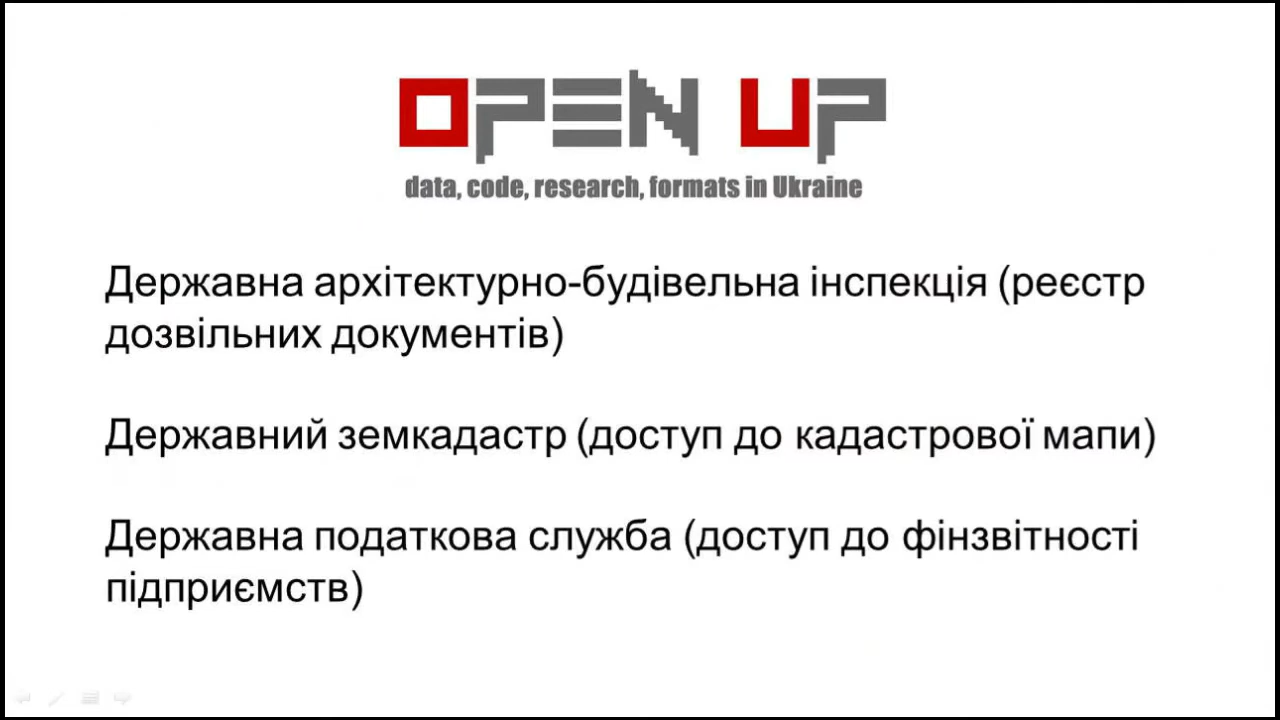 OPEN UP
data, code, research, formats in Ukraine
Державна архітектурно-будівельна інспекція (реєстр
дозвільних документів)
Державний земкадастр (доступ до кадастрової мапи)
Державна податкова служба (доступ до фінзвітності
підприємств)